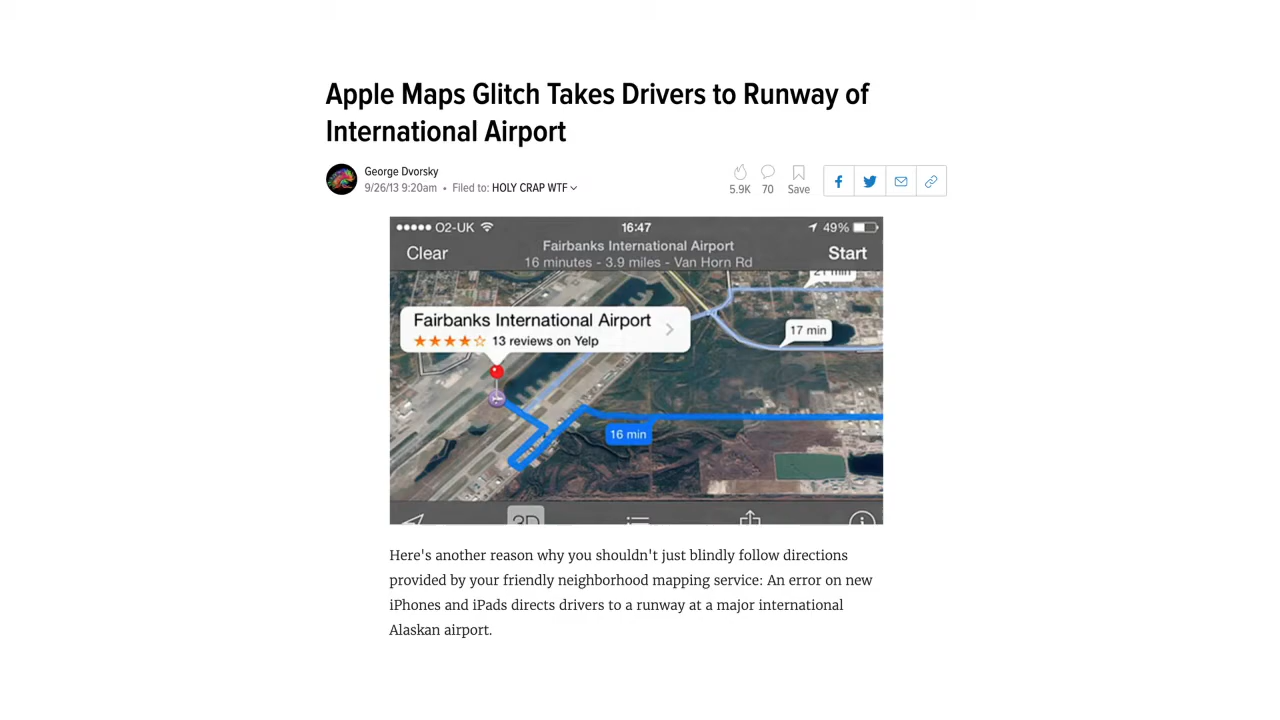 Apple Maps Glitch Takes Drivers to Runway of
International Airport
George Dvorsky
9/26/13 9:20am • Filed to: HOLY CRAP WTF
5.9K 70 Save
O2-UK 16:47 49%
Clear Fairbanks International Airport Start
16 minutes - 3.9 miles - Van Horn Rd
21 min
Fairbanks International Airport
13 reviews on Yelp
17 min
16 min
3D
Here's another reason why you shouldn't just blindly follow directions
provided by your friendly neighborhood mapping service: An error on new
iPhones and iPads directs drivers to a runway at a major international
Alaskan airport.